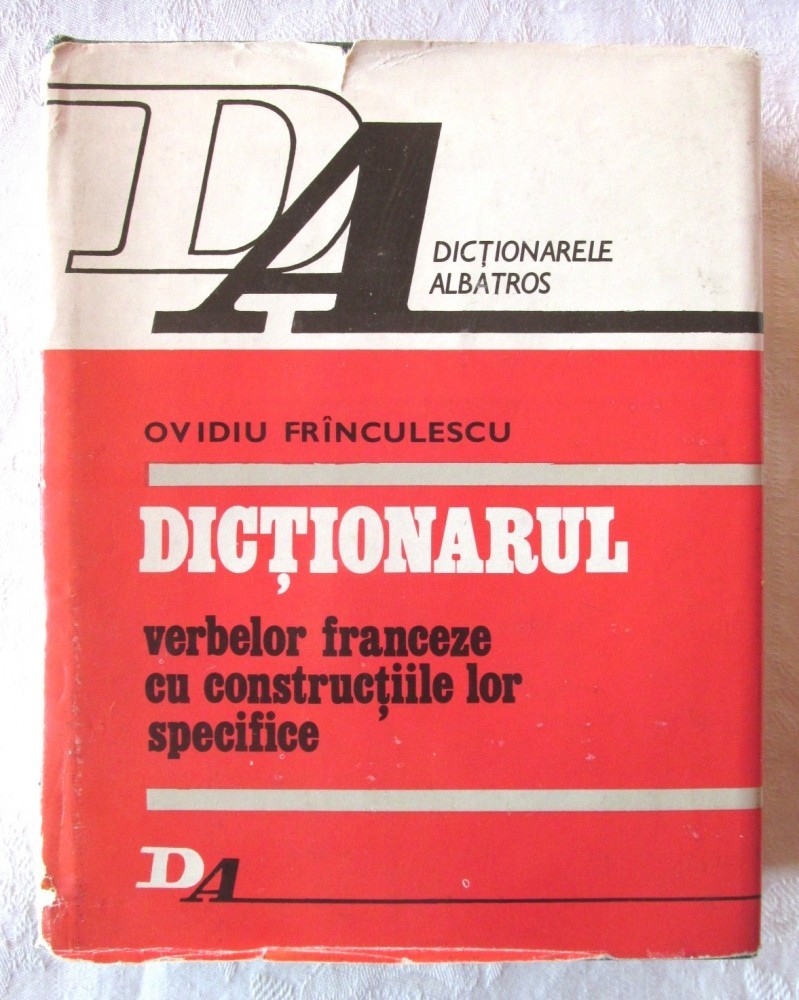 DA
DICȚIONARELE
ALBATROS
OVIDIU FRÎNCULESCU
DICȚIONARUL
verbelor franceze
cu construcțiile lor
specifice
DA